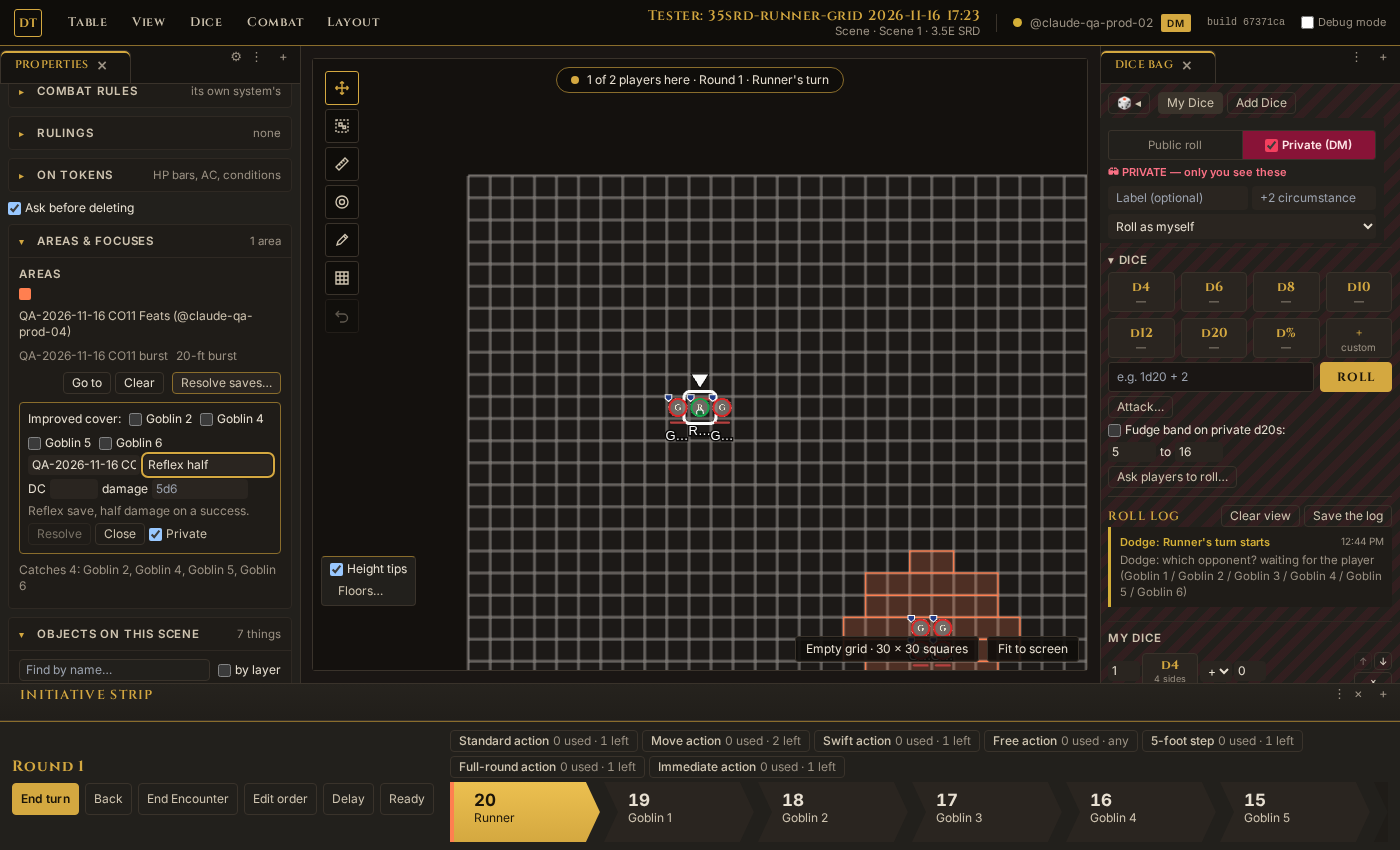 DT
TABLE
VIEW
DICE
COMBAT
LAYOUT
TESTER: 35SRD-RUNNER-GRID 2026-11-16 17:23
Scene · Scene 1 · 3.5E SRD
@claude-qa-prod-02
DM
build 67371ca
Debug mode
PROPERTIES
COMBAT RULES
its own system's
RULINGS
none
ON TOKENS
HP bars, AC, conditions
Ask before deleting
AREAS & FOCUSES
1 area
AREAS
QA-2026-11-16 CO11 Feats (@claude-qa-
prod-04)
QA-2026-11-16 CO11 burst 20-ft burst
Go to
Clear
Resolve saves...
Improved cover: Goblin 2 Goblin 4
Goblin 5 Goblin 6
QA-2026-11-16 CC
Reflex half
DC
damage
5d6
Reflex save, half damage on a success.
Resolve
Close
Private
Catches 4: Goblin 2, Goblin 4, Goblin 5, Goblin
6
OBJECTS ON THIS SCENE
7 things
Find by name...
by layer
1 of 2 players here · Round 1 · Runner's turn
G
R
G
G...
R...
G...
G
G
Height tips
Floors...
Empty grid · 30 × 30 squares
Fit to screen
DICE BAG
My Dice
Add Dice
Public roll
Private (DM)
PRIVATE — only you see these
Label (optional)
+2 circumstance
Roll as myself
DICE
D4
—
D6
—
D8
—
D10
—
D12
—
D20
—
D%
—
+
custom
e.g. 1d20 + 2
ROLL
Attack...
Fudge band on private d20s:
5
to
16
Ask players to roll...
ROLL LOG
Clear view
Save the log
Dodge: Runner's turn starts
12:44 PM
Dodge: which opponent? waiting for the player
(Goblin 1 / Goblin 2 / Goblin 3 / Goblin 4 / Goblin
5 / Goblin 6)
MY DICE
1
D4
4 sides
+
0
INITIATIVE STRIP
ROUND 1
End turn
Back
End Encounter
Edit order
Delay
Ready
Standard action 0 used · 1 left
Move action 0 used · 2 left
Swift action 0 used · 1 left
Free action 0 used · any
5-foot step 0 used · 1 left
Full-round action 0 used · 1 left
Immediate action 0 used · 1 left
20
Runner
19
Goblin 1
18
Goblin 2
17
Goblin 3
16
Goblin 4
15
Goblin 5